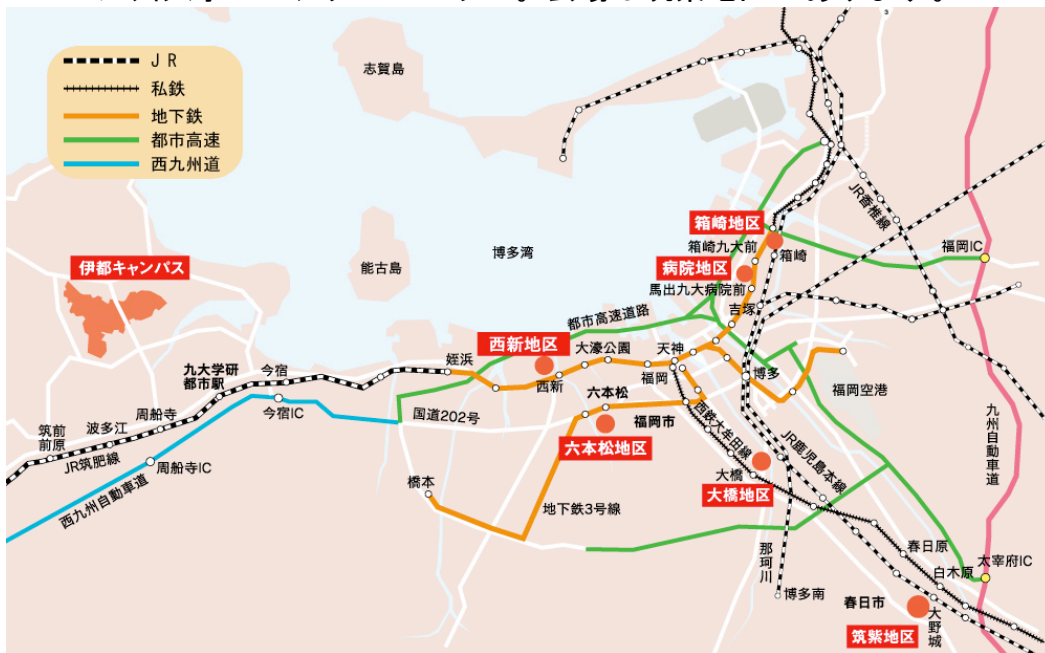 JR
私鉄
地下鉄
都市高速
西九州道
志賀島
3
JR香椎線
箱崎地区
箱崎九大前
箱崎
福岡IC
博多湾
能古島
伊都キャンパス
病院地区
馬出九大病院前
吉塚
都市高速道路
西新地区
大濠公園
天神
姪浜
西新
福岡
博多
福岡空港
九大学研
都市駅
今宿
六本松
周船寺
今宿IC
国道202号
福岡市
西鉄大牟田線
九州自動車道
筑前
前原
波多江
六本松地区
JR鹿児島本線
JR筑肥線
周船寺IC
大橋
橋本
大橋地区
西九州自動車道
地下鉄3号線
那珂川
春日原
太宰府IC
白木原
博多南
春日市
大野城
筑紫地区